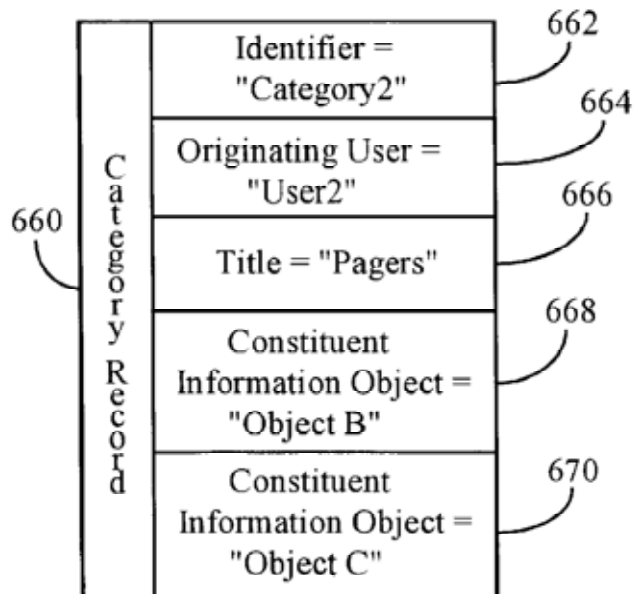 662
Identifier =
"Category2"
664
Originating User =
"User2"
666
660
Category Record
Title = "Pagers"
668
Constituent
Information Object =
"Object B"
670
Constituent
Information Object =
"Object C"